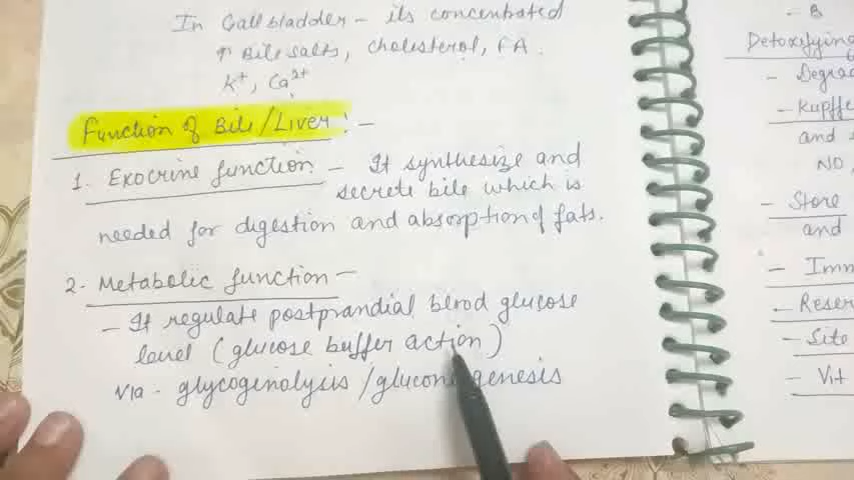 In Gallbladder - its concentrated
↑ Bile salts, cholesterol, FA.
K+, Ca2+
Function of Bile/Liver : -
1. Exocrine function - It synthesize and
secrete bile which is
needed for digestion and absorption of fats.
2- Metabolic function -
- It regulate postprandial blood glucose
level (glucose buffer action)
via - glycogenolysis /
- B
Detoxifying
- Degrad
- Kupffe
and
NO,
- Store
and
- Imm
- Reser
- Site
- Vit